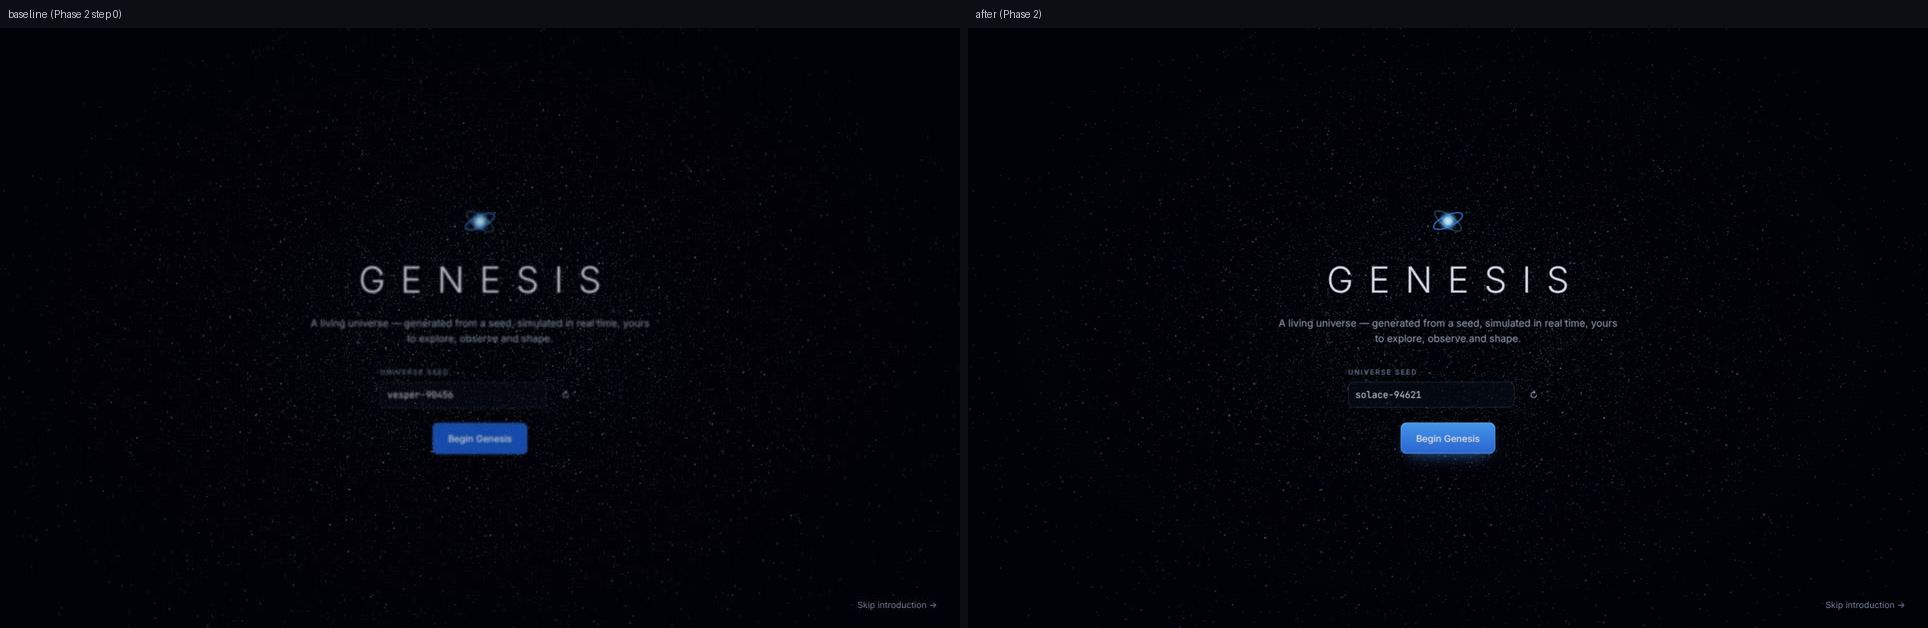 baseline (Phase 2 step 0)
GENESIS
A living universe — generated from a seed, simulated in real time, yours
to explore, observe and shape.
UNIVERSE SEED
vesper-90456
Begin Genesis
Skip introduction →
after (Phase 2)
GENESIS
A living universe — generated from a seed, simulated in real time, yours
to explore, observe and shape.
UNIVERSE SEED
solace-94621
Begin Genesis
Skip introduction →